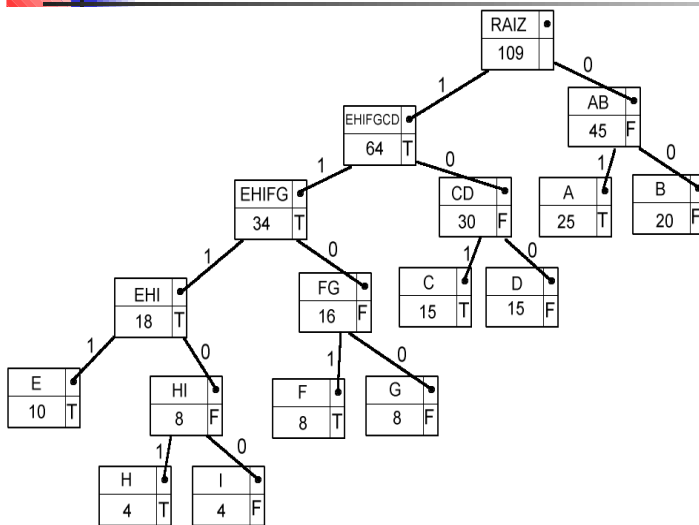 RAIZ
109
1
0
EHIFGCD
64 T
AB
45 F
1
0
1
0
EHIFG
34 T
CD
30 F
A
25 T
B
20 F
1
0
1
0
EHI
18 T
FG
16 F
C
15 T
D
15 F
1
0
1
0
E
10 T
HI
8 F
F
8 T
G
8 F
1
0
H
4 T
I
4 F